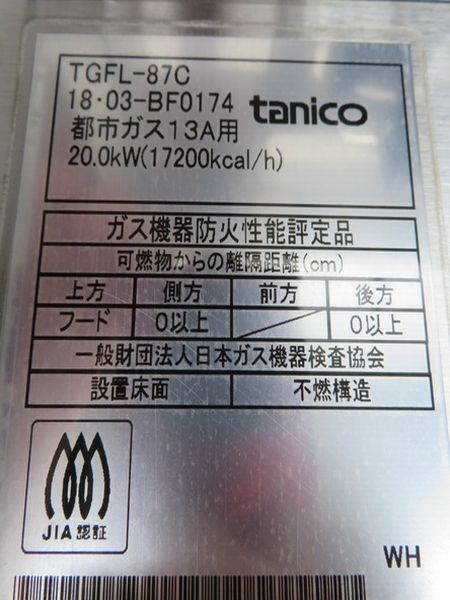 TGFL-87C
18・03-BF0174 tanico
都市ガス13A用
20.0kW(17200kcal/h)
ガス機器防火性能評定品
可燃物からの離隔距離(cm)
上方 側方 前方 後方
フード 0以上 0以上
一般財団法人日本ガス機器検査協会
設置床面 不燃構造
JIA認証
WH